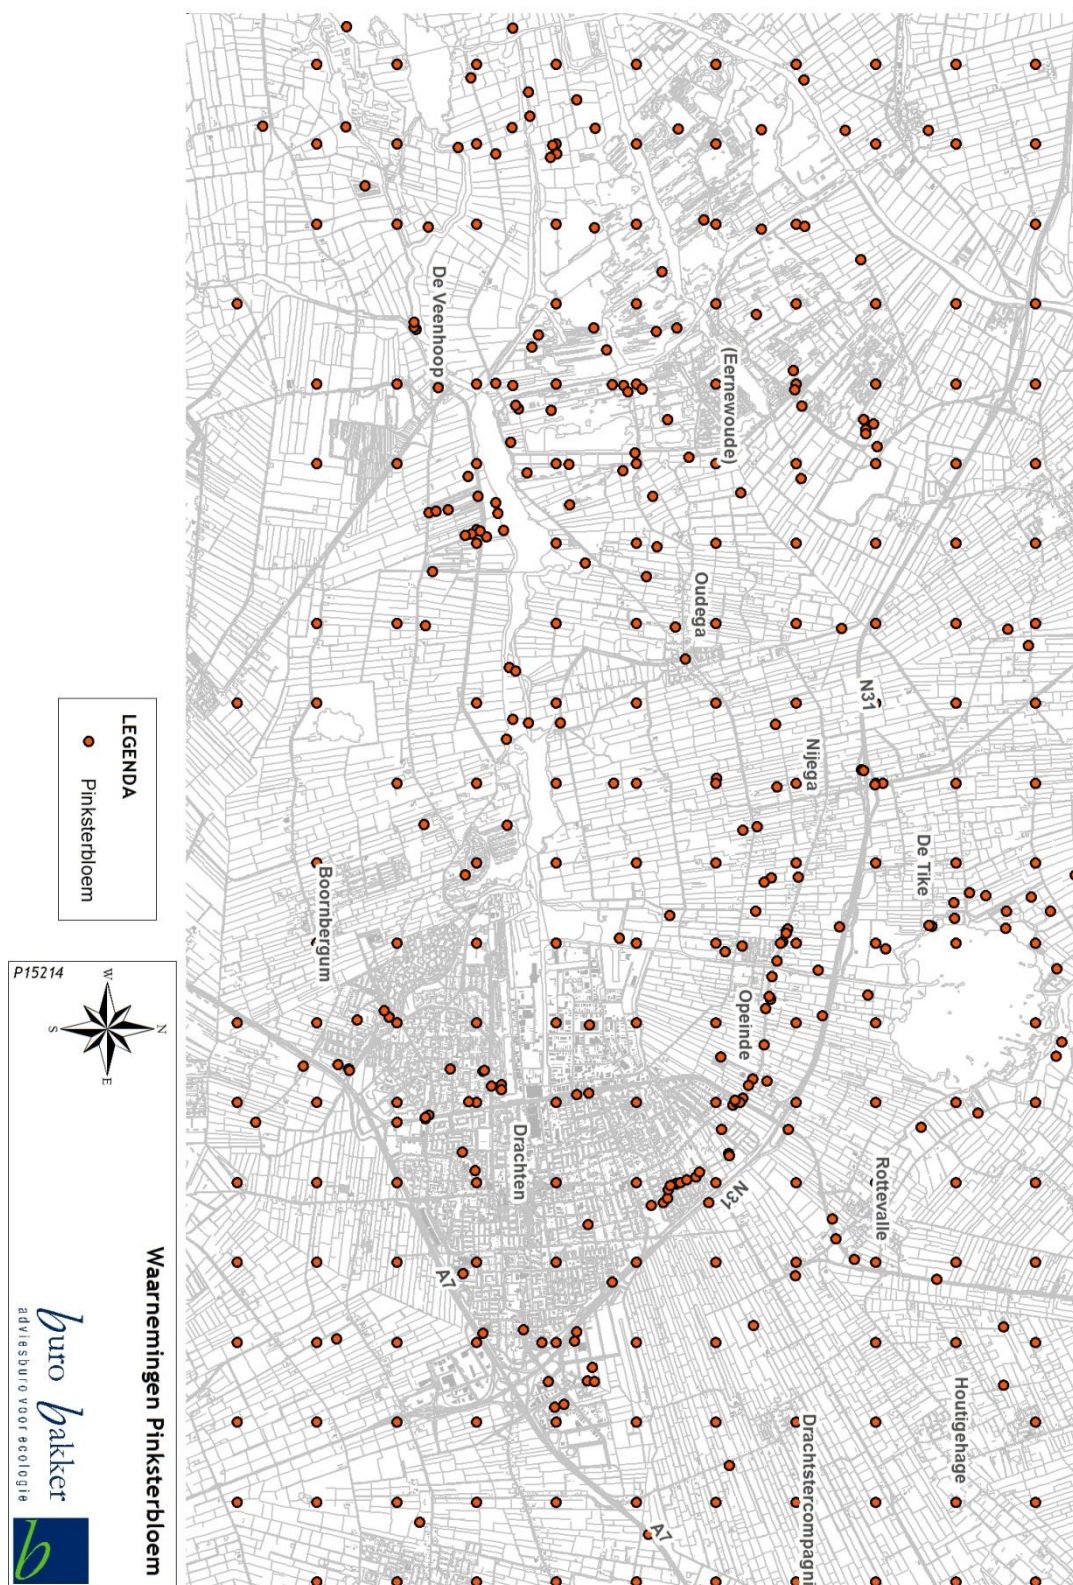 De Veenhoop
(Eernewoude)
Oudega
N31
Nijega
De Tike
Boornbergum
Opeinde
Drachten
Rottevalle
N31
A7
Houtigehage
Drachtstercompagni
A7
LEGENDA
Pinksterbloem
P15214
N
W
E
S
Waarnemingen Pinksterbloem
buro bakker
adviesburo voor ecologie
b